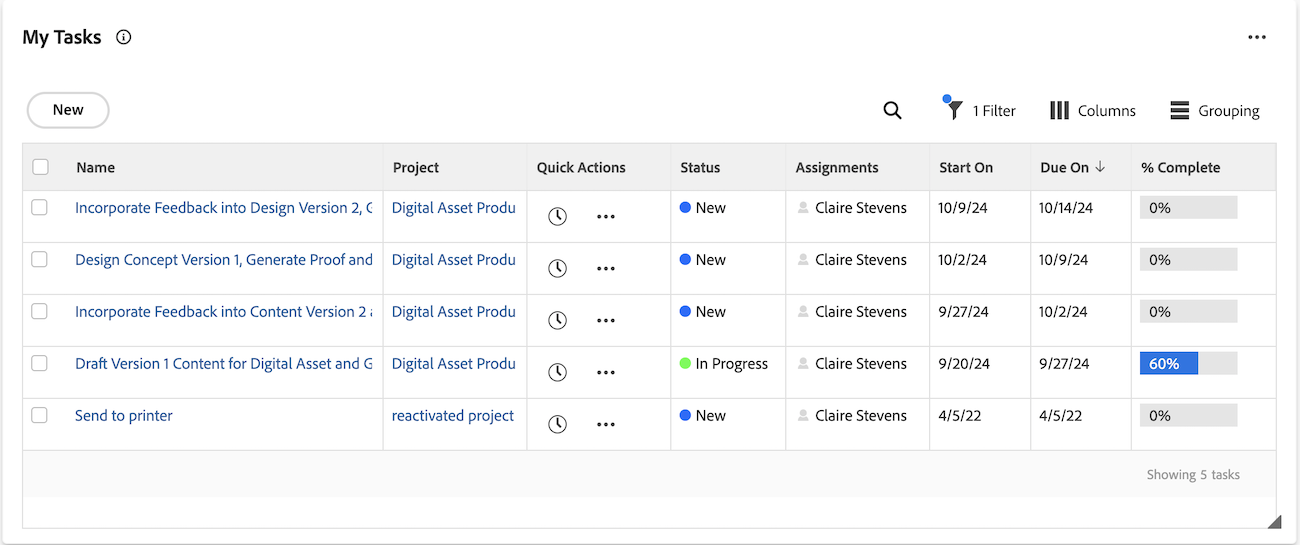 My Tasks
New
1 Filter Columns Grouping
Name Project Quick Actions Status Assignments Start On Due On % Complete
Incorporate Feedback into Design Version 2, G Digital Asset Produ New Claire Stevens 10/9/24 10/14/24 0%
Design Concept Version 1, Generate Proof and Digital Asset Produ New Claire Stevens 10/2/24 10/9/24 0%
Incorporate Feedback into Content Version 2 Digital Asset Produ New Claire Stevens 9/27/24 10/2/24 0%
Draft Version 1 Content for Digital Asset and G Digital Asset Produ In Progress Claire Stevens 9/20/24 9/27/24 60%
Send to printer reactivated project New Claire Stevens 4/5/22 4/5/22 0%
Showing 5 tasks